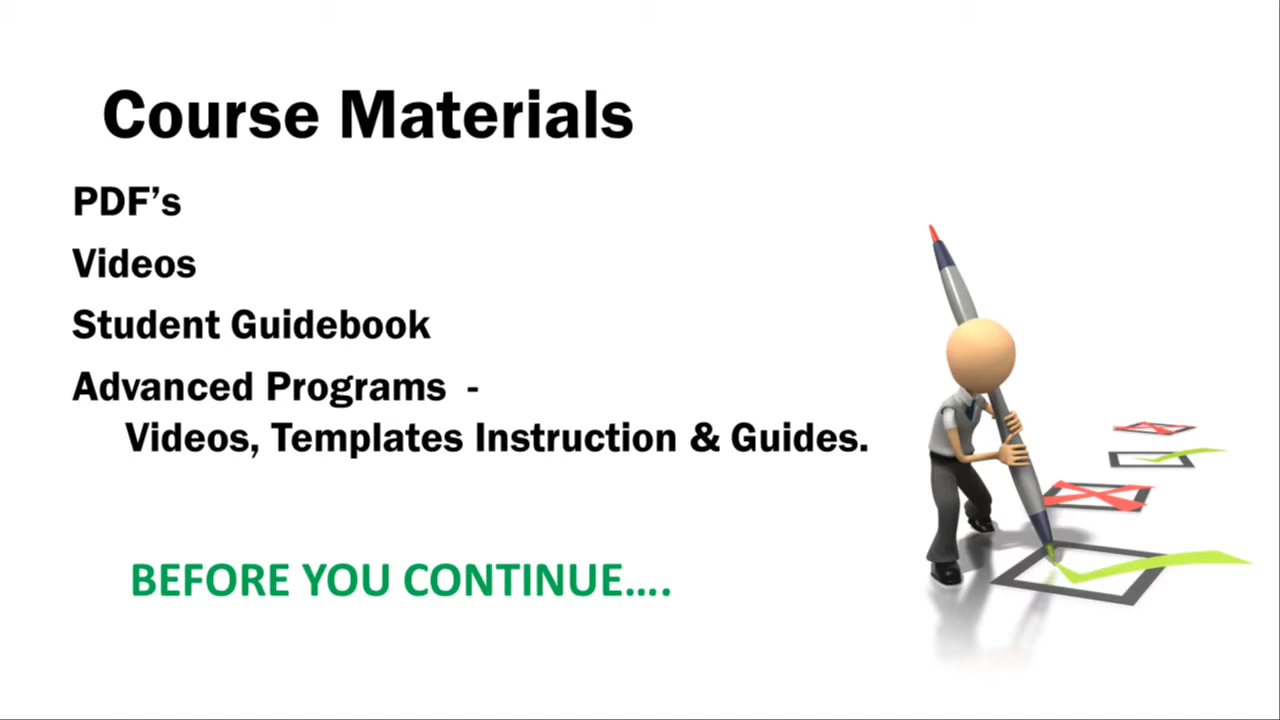 Course Materials
PDF’s
Videos
Student Guidebook
Advanced Programs -
Videos, Templates Instruction & Guides.
BEFORE YOU CONTINUE....